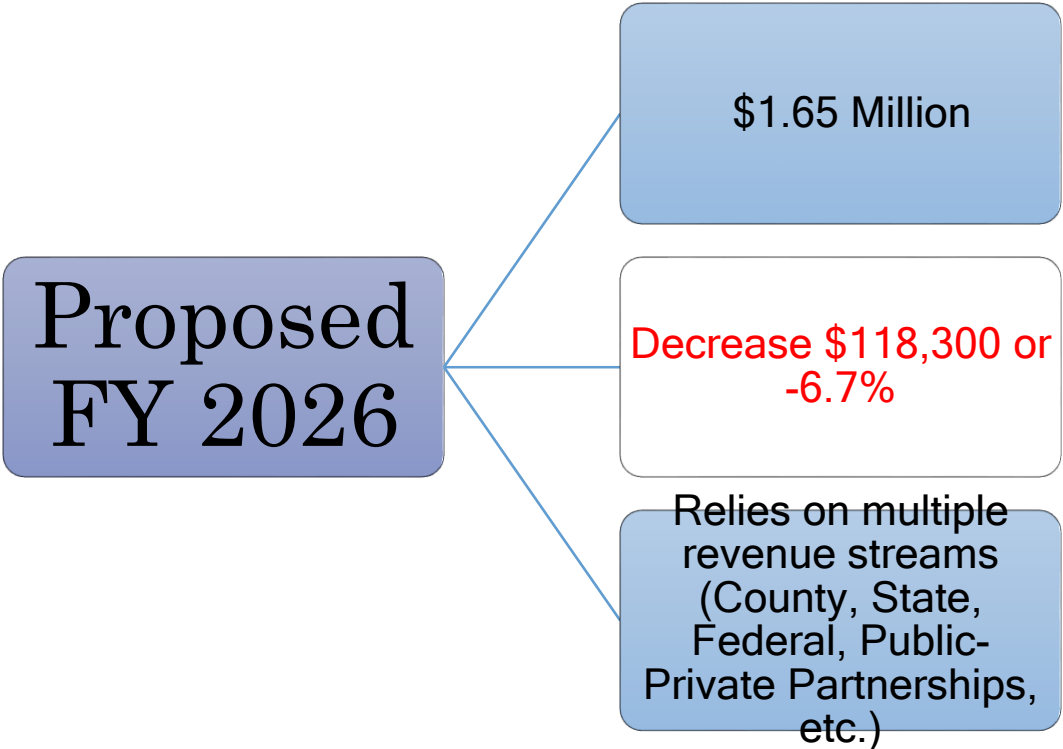 Proposed
FY 2026
$1.65 Million
Decrease $118,300 or
-6.7%
Relies on multiple
revenue streams
(County, State,
Federal, Public-
Private Partnerships,
etc.)